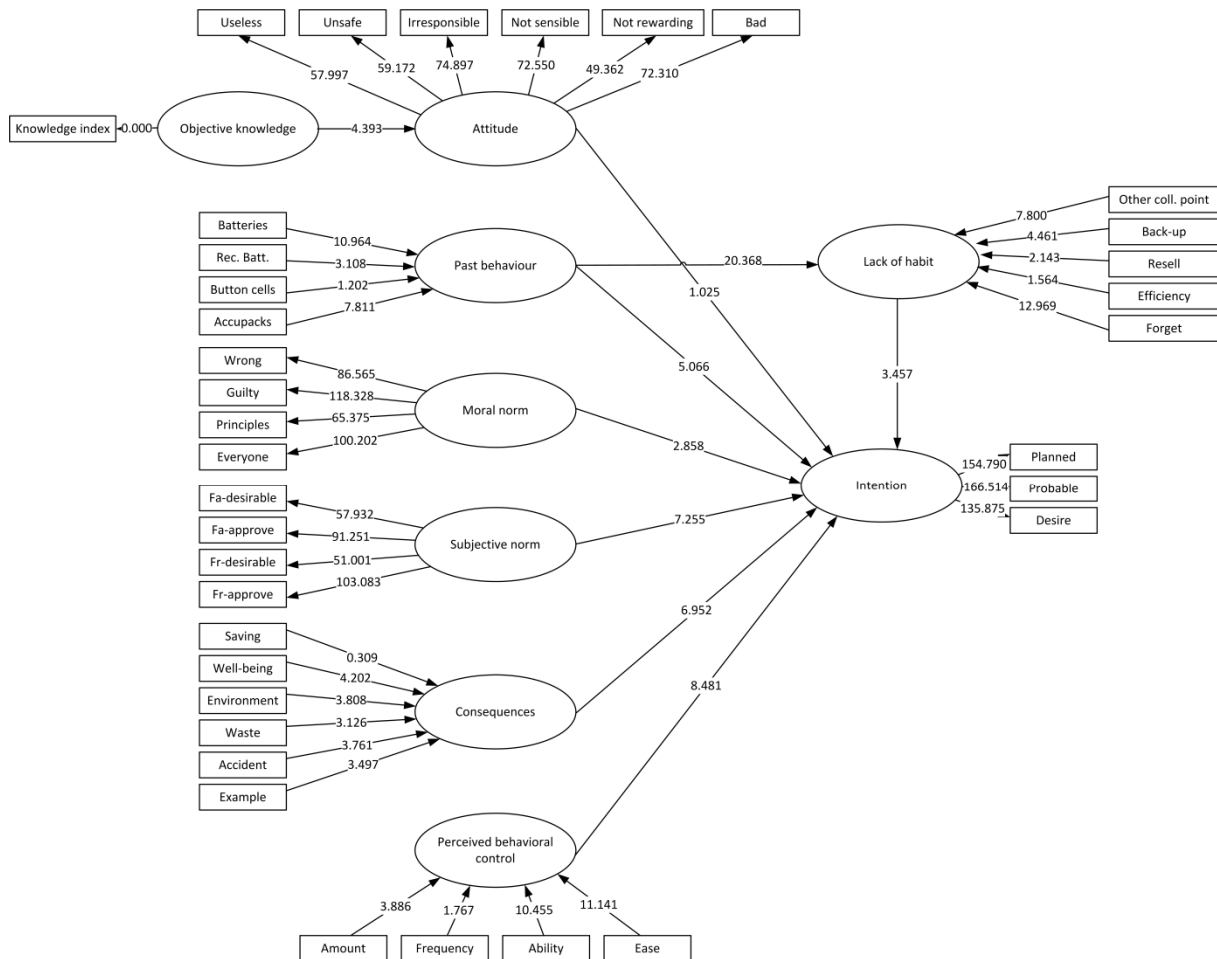 Useless
Unsafe
Irresponsible
Not sensible
Not rewarding
Bad
57.997
59.172
74.897
72.550
49.362
72.310
Knowledge index
0.000
Objective knowledge
4.393
Attitude
Batteries
Rec. Batt.
Button cells
Accupacks
10.964
3.108
1.202
7.811
Past behaviour
20.368
1.025
5.066
Lack of habit
7.800
4.461
2.143
1.564
12.969
Other coll. point
Back-up
Resell
Efficiency
Forget
3.457
Wrong
Guilty
Principles
Everyone
86.565
118.328
65.375
100.202
Moral norm
2.858
Intention
154.790
166.514
135.875
Planned
Probable
Desire
Fa-desirable
Fa-approve
Fr-desirable
Fr-approve
57.932
91.251
51.001
103.083
Subjective norm
7.255
Saving
Well-being
Environment
Waste
Accident
Example
0.309
4.202
3.808
3.126
3.761
3.497
Consequences
6.952
8.481
Perceived behavioral
control
3.886
1.767
10.455
11.141
Amount
Frequency
Ability
Ease